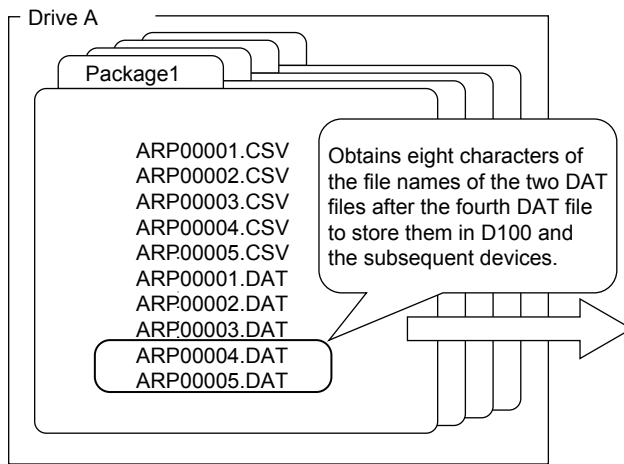 Drive A
Package1
ARP00001.CSV
ARP00002.CSV
ARP00003.CSV
ARP00004.CSV
ARP00005.CSV
ARP00001.DAT
ARP00002.DAT
ARP00003.DAT
ARP00004.DAT
ARP00005.DAT
Obtains eight characters of
the file names of the two DAT
files after the fourth DAT file
to store them in D100 and
the subsequent devices.